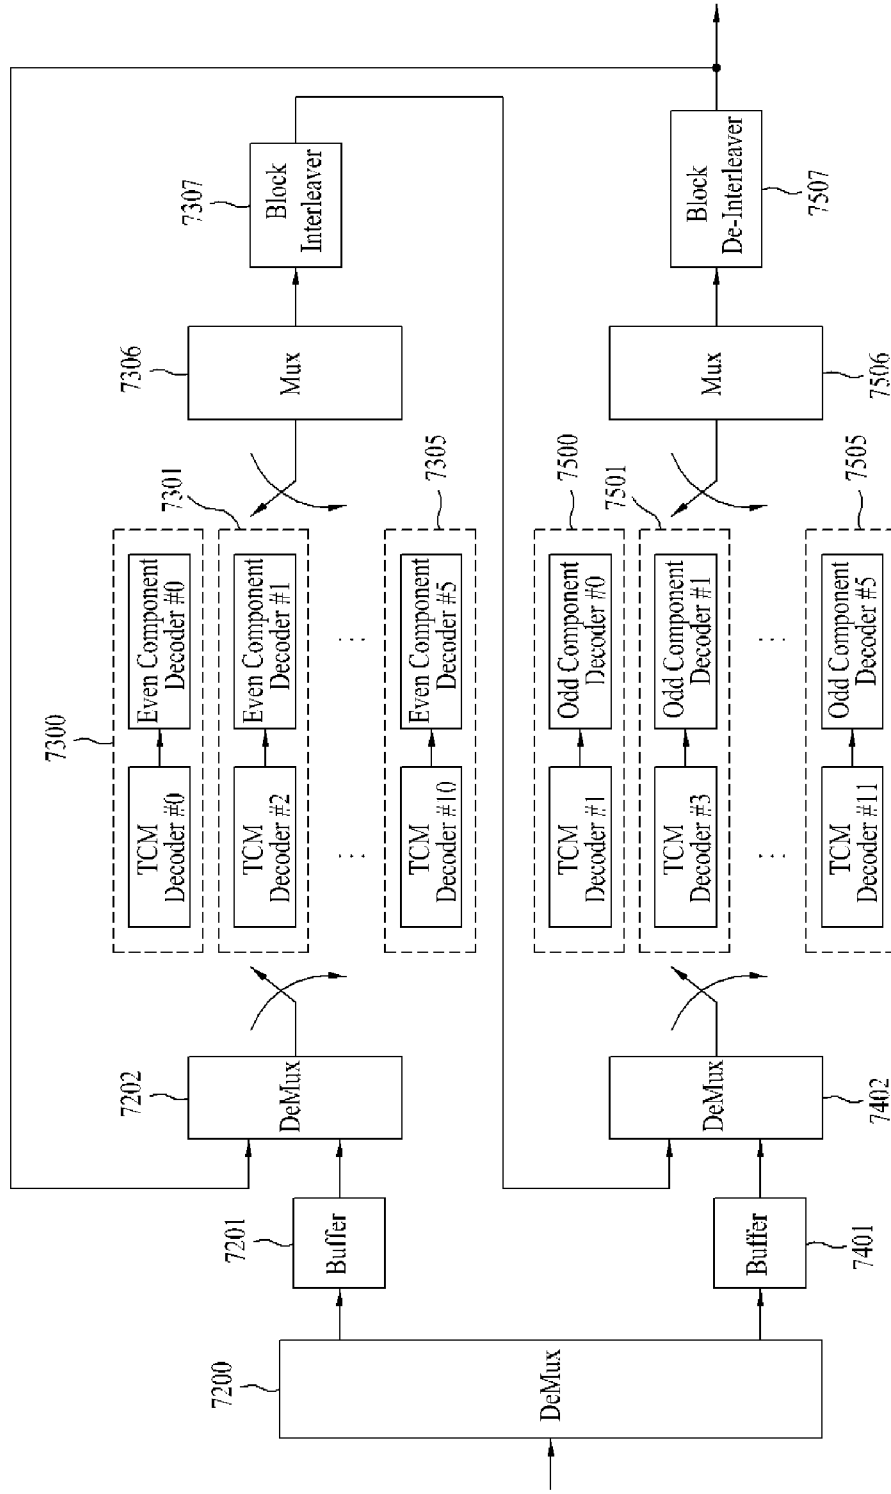 7200
DeMux
7201
Buffer
7202
DeMux
7300
TCM
Decoder #0
Even Component
Decoder #0
7301
TCM
Decoder #2
Even Component
Decoder #1
⋮
⋮
7305
TCM
Decoder #10
Even Component
Decoder #5
7306
Mux
7307
Block
Interleaver
7401
Buffer
7402
DeMux
7500
TCM
Decoder #1
Odd Component
Decoder #0
7501
TCM
Decoder #3
Odd Component
Decoder #1
⋮
⋮
7505
TCM
Decoder #11
Odd Component
Decoder #5
7506
Mux
7507
Block
De-Interleaver